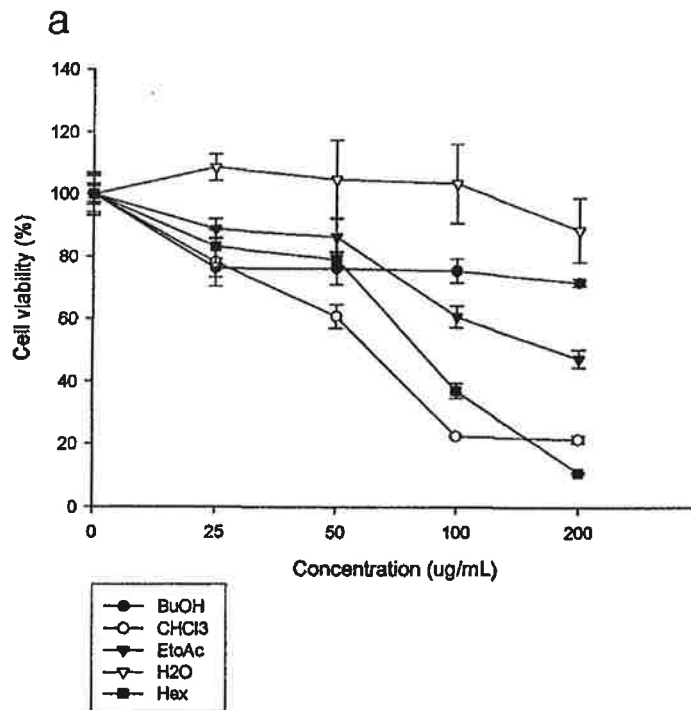 a
140
120
100
80
60
40
20
0
Cell viability (%)
0 25 50 100 200
Concentration (ug/mL)
BuOH
CHCl3
EtoAc
H2O
Hex